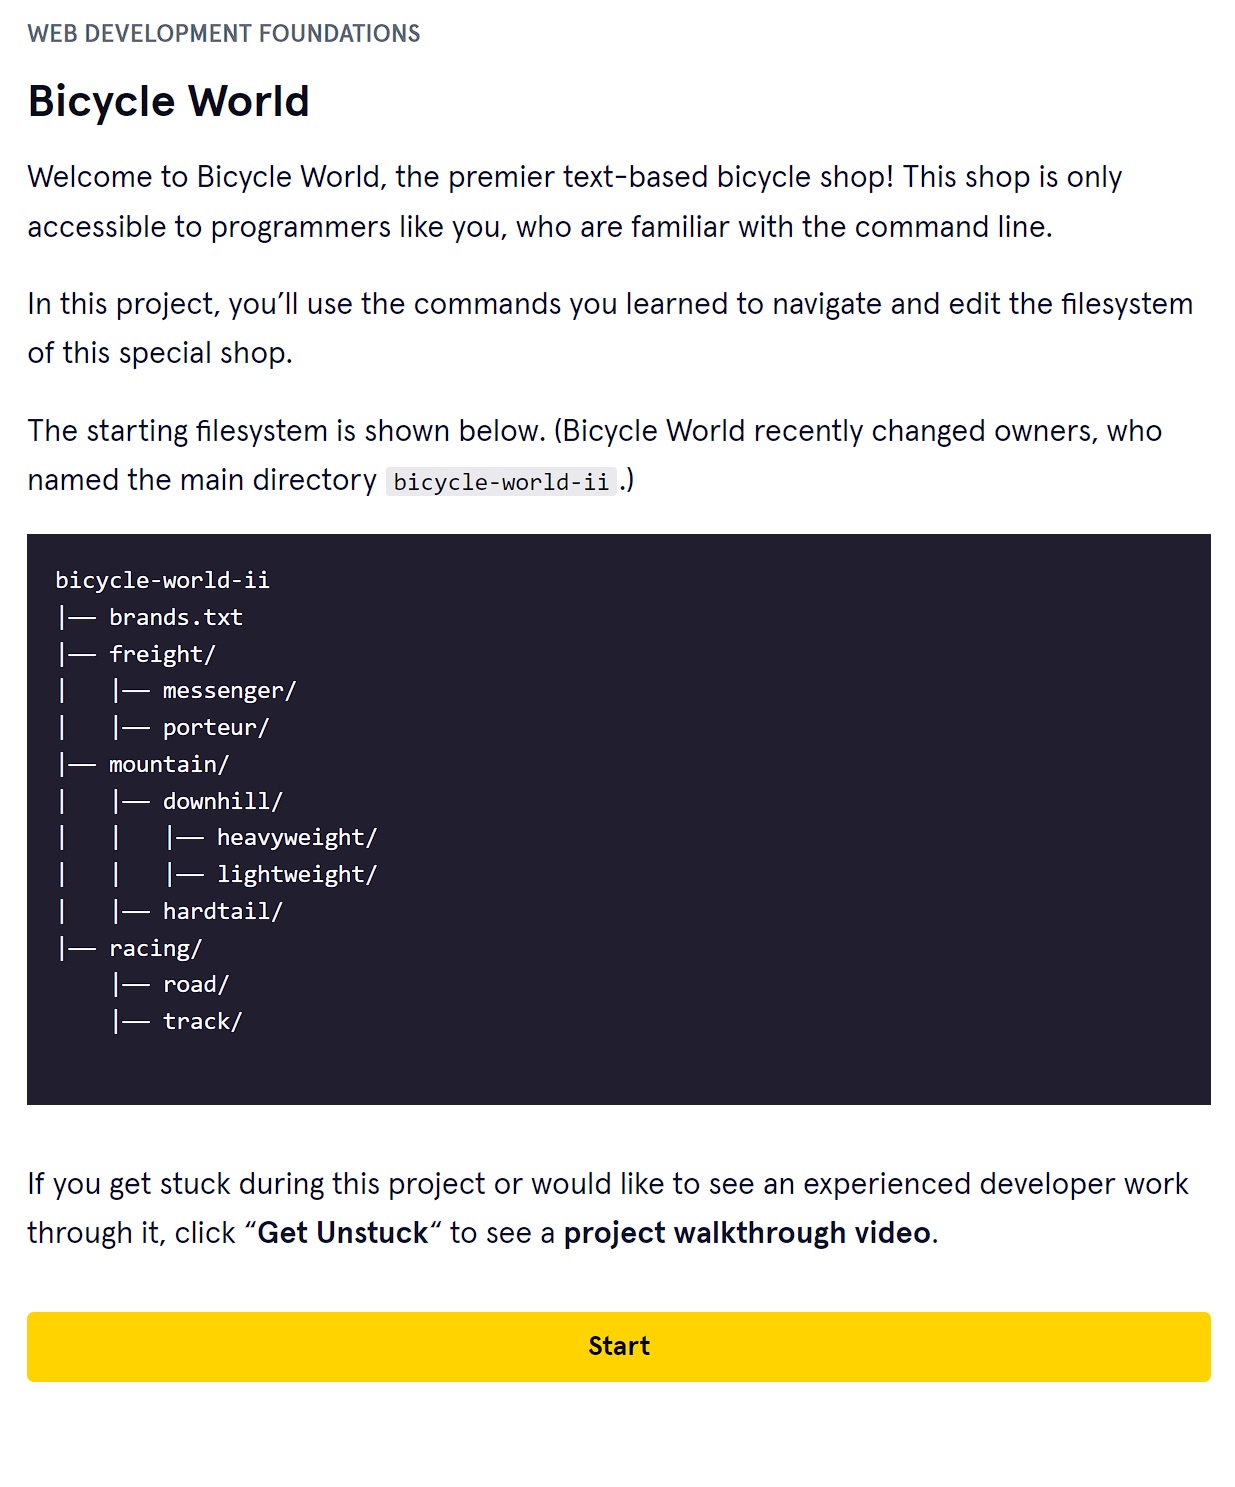 WEB DEVELOPMENT FOUNDATIONS
Bicycle World
Welcome to Bicycle World, the premier text-based bicycle shop! This shop is only
accessible to programmers like you, who are familiar with the command line.
In this project, you’ll use the commands you learned to navigate and edit the filesystem
of this special shop.
The starting filesystem is shown below. (Bicycle World recently changed owners, who
named the main directory bicycle-world-ii.)
bicycle-world-ii
|— brands.txt
|— freight/
|   |— messenger/
|   |— porteur/
|— mountain/
|   |— downhill/
|   |   |— heavyweight/
|   |   |— lightweight/
|   |— hardtail/
|— racing/
    |— road/
    |— track/
If you get stuck during this project or would like to see an experienced developer work
through it, click “Get Unstuck“ to see a project walkthrough video.
Start